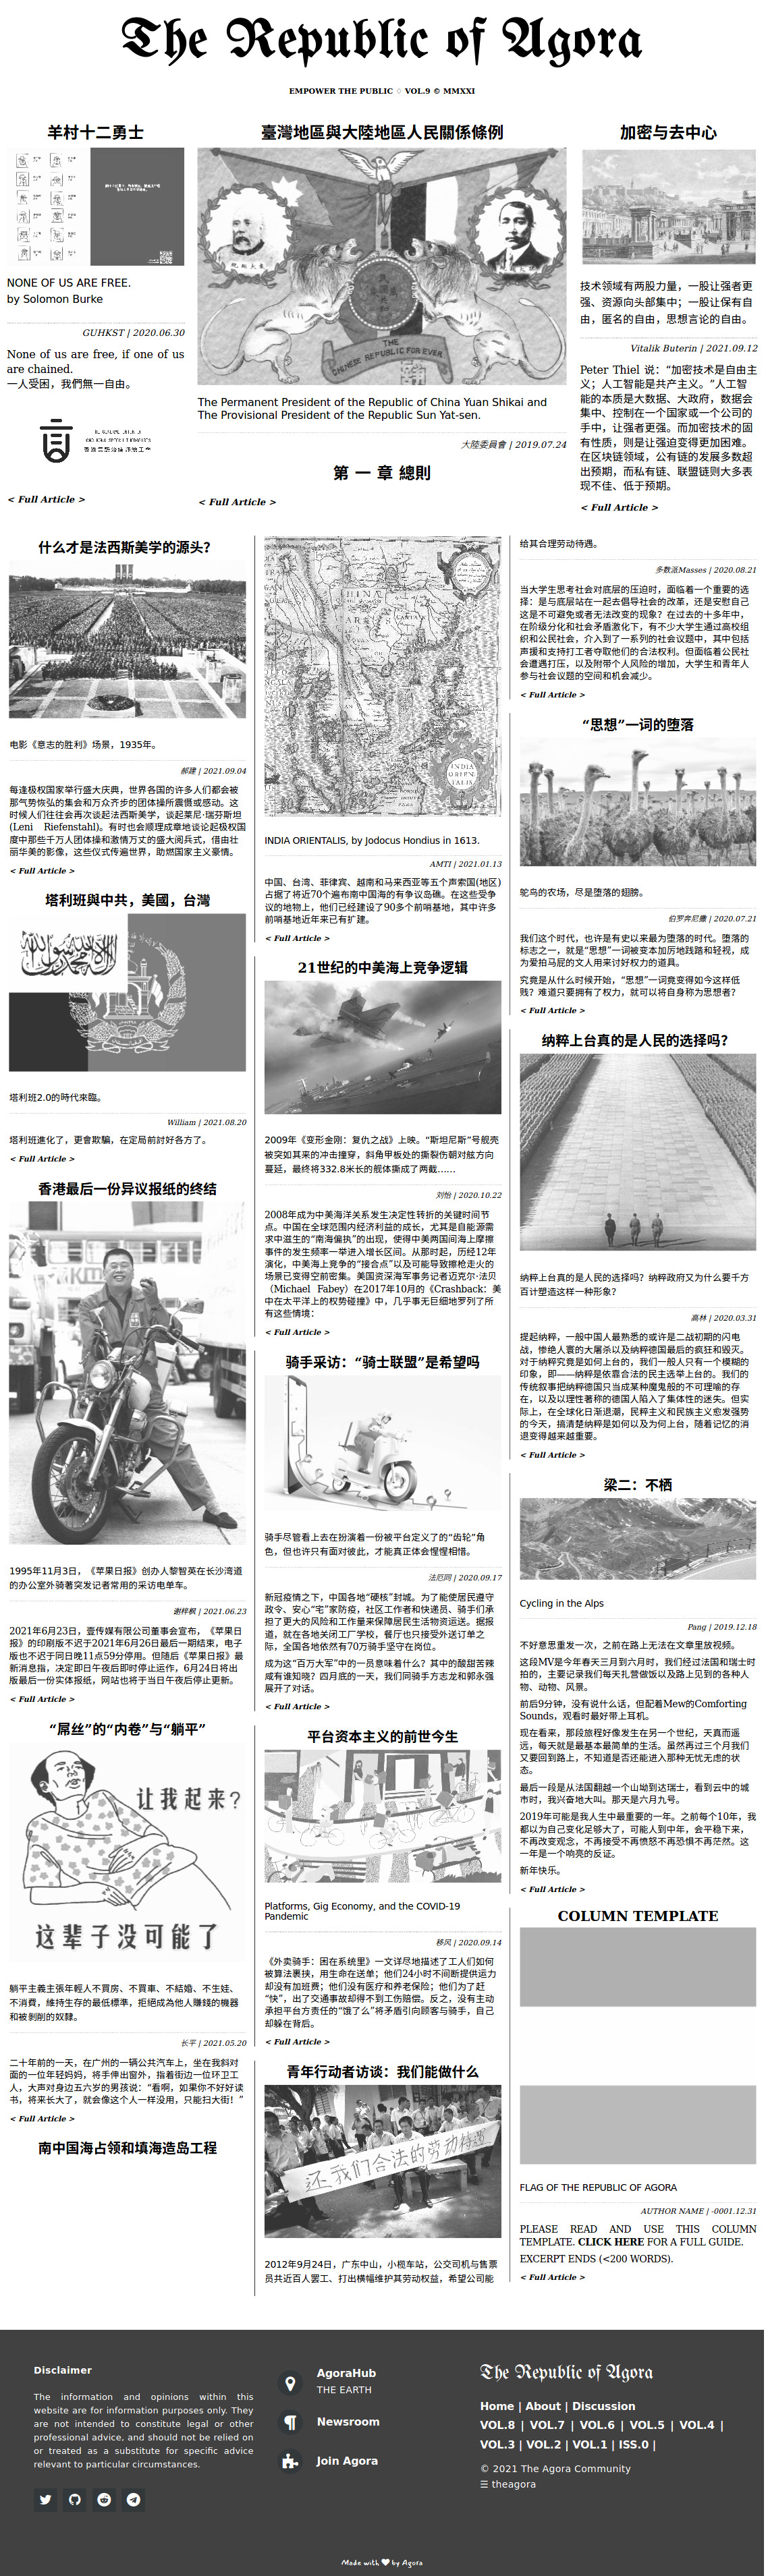 The Republic of Agora
EMPOWER THE PUBLIC ♢ VOL.9 © MMXXI
羊村十二勇士
NONE OF US ARE FREE.
by Solomon Burke
GUHKST | 2020.06.30
None of us are free, if one of us
are chained.
一人受困，我們無一自由。
< Full Article >
臺灣地區與大陸地區人民關係條例
THE
CHINESE REPUBLIC FOR EVER
The Permanent President of the Republic of China Yuan Shikai and
The Provisional President of the Republic Sun Yat-sen.
大陸委員會 | 2019.07.24
第 一 章 總則
< Full Article >
加密与去中心
技术领域有两股力量，一股让强者更
强、资源向头部集中；一股让保有自
由，匿名的自由，思想言论的自由。
Vitalik Buterin | 2021.09.12
Peter Thiel 说：“加密技术是自由主
义；人工智能是共产主义。”人工智
能的本质是大数据、大政府，数据会
集中、控制在一个国家或一个公司的
手中，让强者更强。而加密技术的固
有性质，则是让强迫变得更加困难。
在区块链领域，公有链的发展多数超
出预期，而私有链、联盟链则大多表
现不佳、低于预期。
< Full Article >
什么才是法西斯美学的源头？
电影《意志的胜利》场景，1935年。
郝建 | 2021.09.04
每逢极权国家举行盛大庆典，世界各国的许多人们都会被
那气势恢弘的集会和万众齐步的团体操所震慑或感动。这
时候人们往往会再次谈起法西斯美学，谈起莱尼·瑞芬斯坦
(Leni Riefenstahl)。有时也会顺理成章地谈论起极权国
度中那些千万人团体操和激情万丈的盛大阅兵式，借由壮
丽华美的影像，这些仪式传遍世界，助燃国家主义豪情。
< Full Article >
塔利班與中共，美國，台灣
塔利班2.0的時代來臨。
William | 2021.08.20
塔利班進化了，更會欺騙，在定局前討好各方了。
< Full Article >
香港最后一份异议报纸的终结
1995年11月3日，《苹果日报》创办人黎智英在长沙湾道
的办公室外骑著突发记者常用的采访电单车。
谢梓枫 | 2021.06.23
2021年6月23日，壹传媒有限公司董事会宣布，《苹果日
报》的印刷版不迟于2021年6月26日最后一期结束，电子
版也不迟于同日晚11点59分停用。但随后《苹果日报》最
新消息指，决定即日午夜后即时停止运作，6月24日将出
版最后一份实体报纸，网站也将于当日午夜后停止更新。
< Full Article >
“屌丝”的“内卷”与“躺平”
让我起来？
这辈子没可能了
躺平主義主張年輕人不買房、不買車、不結婚、不生娃、
不消費，維持生存的最低標準，拒絕成為他人賺錢的機器
和被剝削的奴隸。
长平 | 2021.05.20
二十年前的一天，在广州的一辆公共汽车上，坐在我斜对
面的一位年轻妈妈，将手伸出窗外，指着街边一位环卫工
人，大声对身边五六岁的男孩说：“看啊，如果你不好好读
书，将来长大了，就会像这个人一样没用，只能扫大街！”
< Full Article >
南中国海占领和填海造岛工程
INDIA
ORIEN
TALIS
INDIA ORIENTALIS, by Jodocus Hondius in 1613.
AMTI | 2021.01.13
中国、台湾、菲律宾、越南和马来西亚等五个声索国(地区)
占据了将近70个遍布南中国海的有争议岛礁。在这些受争
议的地物上，他们已经建设了90多个前哨基地，其中许多
前哨基地近年来已有扩建。
< Full Article >
21世纪的中美海上竞争逻辑
2009年《变形金刚：复仇之战》上映。“斯坦尼斯”号舰壳
被突如其来的冲击撞穿，斜角甲板处的撕裂伤朝对舷方向
蔓延，最终将332.8米长的舰体撕成了两截……
刘怡 | 2020.10.22
2008年成为中美海洋关系发生决定性转折的关键时间节
点。中国在全球范围内经济利益的成长，尤其是自能源需
求中滋生的“南海偏执”的出现，使得中美两国间海上摩擦
事件的发生频率一举进入增长区间。从那时起，历经12年
演化，中美海上竞争的“接合点”以及可能导致擦枪走火的
场景已变得空前密集。美国资深海军事务记者迈克尔·法贝
（Michael Fabey）在2017年10月的《Crashback：美
中在太平洋上的权势碰撞》中，几乎事无巨细地罗列了所
有这些情境：
< Full Article >
骑手采访：“骑士联盟”是希望吗
骑手尽管看上去在扮演着一份被平台定义了的“齿轮”角
色，但也许只有面对彼此，才能真正体会惺惺相惜。
法厄同 | 2020.09.17
新冠疫情之下，中国各地“硬核”封城。为了能使居民遵守
政令、安心“宅”家防疫，社区工作者和快递员、骑手们承
担了更大的风险和工作量来保障居民生活物资运送。据报
道，就在各地关闭工厂学校，餐厅也只接受外送订单之
际，全国各地依然有70万骑手坚守在岗位。
成为这“百万大军”中的一员意味着什么？其中的酸甜苦辣
咸有谁知晓？四月底的一天，我们同骑手方志龙和郭永强
展开了对话。
< Full Article >
平台资本主义的前世今生
Platforms, Gig Economy, and the COVID-19
Pandemic
移风 | 2020.09.14
《外卖骑手：困在系统里》一文详尽地描述了工人们如何
被算法裹挟，用生命在送单；他们24小时不间断提供运力
却没有加班费；他们没有医疗和养老保险；他们为了赶
“快”，出了交通事故却得不到工伤赔偿。反之，没有主动
承担平台方责任的“饿了么”将矛盾引向顾客与骑手，自己
却躲在背后。
< Full Article >
青年行动者访谈：我们能做什么
还我们合法的劳动待遇
2012年9月24日，广东中山，小榄车站，公交司机与售票
员共近百人罢工、打出横幅维护其劳动权益，希望公司能
给其合理劳动待遇。
多数派Masses | 2020.08.21
当大学生思考社会对底层的压迫时，面临着一个重要的选
择：是与底层站在一起去倡导社会的改革，还是安慰自己
这是不可避免或者无法改变的现象？在过去的十多年中，
在阶级分化和社会矛盾激化下，有不少大学生通过高校组
织和公民社会，介入到了一系列的社会议题中，其中包括
声援和支持打工者夺取他们的合法权利。但面临着公民社
会遭遇打压，以及附带个人风险的增加，大学生和青年人
参与社会议题的空间和机会减少。
< Full Article >
“思想”一词的堕落
鸵鸟的农场，尽是堕落的翅膀。
伯罗奔尼撒 | 2020.07.21
我们这个时代，也许是有史以来最为堕落的时代。堕落的
标志之一，就是“思想”一词被变本加厉地践踏和轻视，成
为爱拍马屁的文人用来讨好权力的道具。
究竟是从什么时候开始，“思想”一词竟变得如今这样低
贱？难道只要拥有了权力，就可以将自身称为思想者？
< Full Article >
纳粹上台真的是人民的选择吗？
纳粹上台真的是人民的选择吗？纳粹政府又为什么要千方
百计塑造这样一种形象？
高林 | 2020.03.31
提起纳粹，一般中国人最熟悉的或许是二战初期的闪电
战，惨绝人寰的大屠杀以及纳粹德国最后的疯狂和毁灭。
对于纳粹究竟是如何上台的，我们一般人只有一个模糊的
印象，即——纳粹是依靠合法的民主选举上台的。我们的
传统叙事把纳粹德国只当成某种魔鬼般的不可理喻的存
在，以及以理性著称的德国人陷入了集体性的迷失。但实
际上，在全球化日渐退潮，民粹主义和民族主义愈发强势
的今天，搞清楚纳粹是如何以及为何上台，随着记忆的消
退变得越来越重要。
< Full Article >
梁二：不栖
Cycling in the Alps
Pang | 2019.12.18
不好意思重发一次，之前在路上无法在文章里放视频。
这段MV是今年春天三月到六月时，我们经过法国和瑞士时
拍的，主要记录我们每天扎营做饭以及路上见到的各种人
物、动物、风景。
前后9分钟，没有说什么话，但配着Mew的Comforting
Sounds，观看时最好带上耳机。
现在看来，那段旅程好像发生在另一个世纪，天真而遥
远，每天就是最基本最简单的生活。虽然再过三个月我们
又要回到路上，不知道是否还能进入那种无忧无虑的状
态。
最后一段是从法国翻越一个山坳到达瑞士，看到云中的城
市时，我兴奋地大叫。那天是六月九号。
2019年可能是我人生中最重要的一年。之前每个10年，我
都以为自己变化足够大了，可能人到中年，会平稳下来，
不再改变观念，不再接受不再愤怒不再恐惧不再茫然。这
一年是一个响亮的反证。
新年快乐。
< Full Article >
COLUMN TEMPLATE
FLAG OF THE REPUBLIC OF AGORA
AUTHOR NAME | -0001.12.31
PLEASE READ AND USE THIS COLUMN
TEMPLATE. CLICK HERE FOR A FULL GUIDE.
EXCERPT ENDS (<200 WORDS).
< Full Article >
Disclaimer
The information and opinions within this
website are for information purposes only. They
are not intended to constitute legal or other
professional advice, and should not be relied on
or treated as a substitute for specific advice
relevant to particular circumstances.
AgoraHub
THE EARTH
Newsroom
Join Agora
The Republic of Agora
Home | About | Discussion
VOL.8 | VOL.7 | VOL.6 | VOL.5 | VOL.4 |
VOL.3 | VOL.2 | VOL.1 | ISS.0 |
© 2021 The Agora Community
☰ theagora
Made with ♥ by Agora